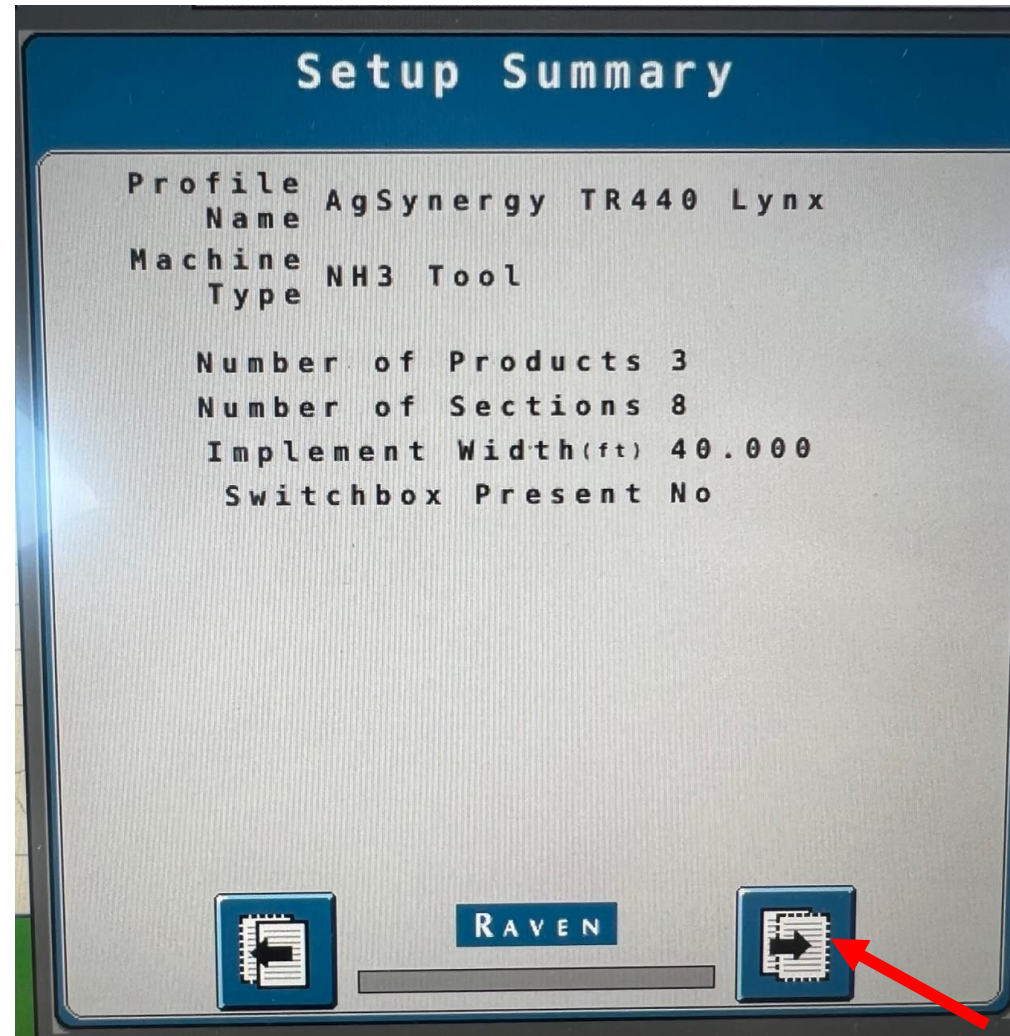 Setup Summary
Profile
Name
AgSynergy TR440 Lynx
Machine
Type
NH3 Tool
Number of Products 3
Number of Sections 8
Implement Width(ft) 40.000
Switchbox Present No
RAVEN